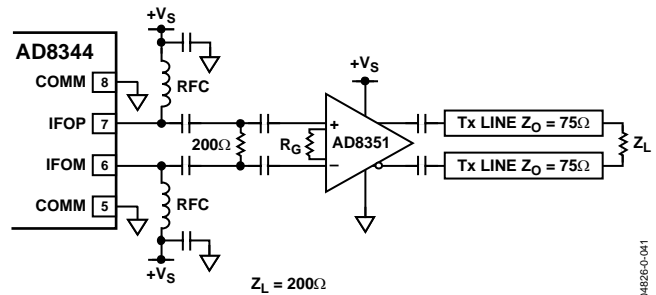 +VS
AD8344
COMM 8
RFC
+VS
IFOP 7
200Ω
RG
+
AD8351
Tx LINE ZO = 75Ω
ZL
IFOM 6
–
Tx LINE ZO = 75Ω
COMM 5
RFC
+VS
ZL = 200Ω
04826-0-041